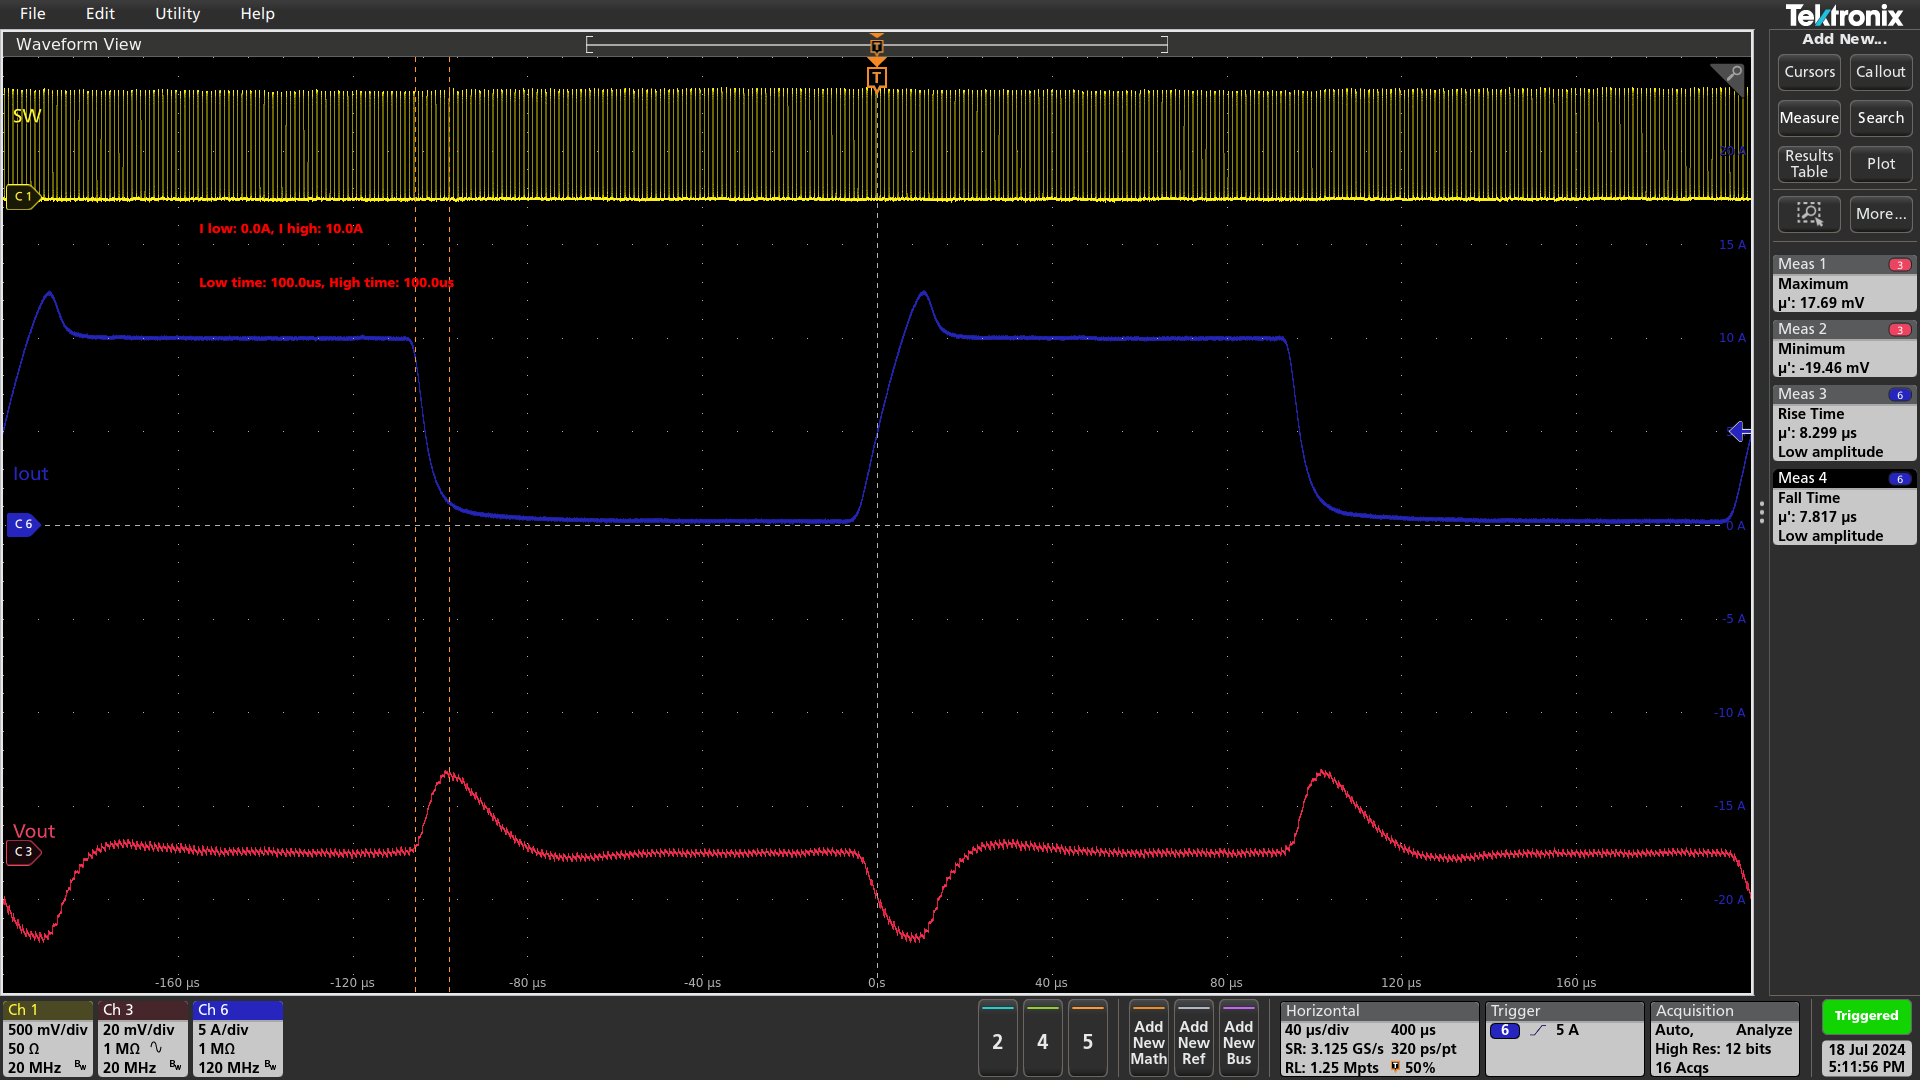 File Edit Utility Help
Tektronix
Waveform View
Add New...
T
T
Cursors Callout
SW
Measure Search
20 A
Results Table Plot
C 1
More...
I low: 0.0A, I high: 10.0A
15 A
Low time: 100.0us, High time: 100.0us
Meas 1 3
Maximum
µ': 17.69 mV
Meas 2 3
Minimum
µ': -19.46 mV
10 A
Meas 3 6
Rise Time
µ': 8.299 µs
Low amplitude
Iout
Meas 4 6
Fall Time
µ': 7.817 µs
Low amplitude
C 6
0 A
-5 A
-10 A
-15 A
Vout
C 3
-20 A
-160 µs -120 µs -80 µs -40 µs 0 s 40 µs 80 µs 120 µs 160 µs
Ch 1
500 mV/div
50 Ω
20 MHz Bw
Ch 3
20 mV/div
1 MΩ
20 MHz Bw
Ch 6
5 A/div
1 MΩ
120 MHz Bw
2
4
5
Add New Math
Add New Ref
Add New Bus
Horizontal
40 µs/div 400 µs
SR: 3.125 GS/s 320 ps/pt
RL: 1.25 Mpts T 50%
Trigger
6 5 A
Acquisition
Auto, Analyze
High Res: 12 bits
16 Acqs
Triggered
18 Jul 2024
5:11:56 PM